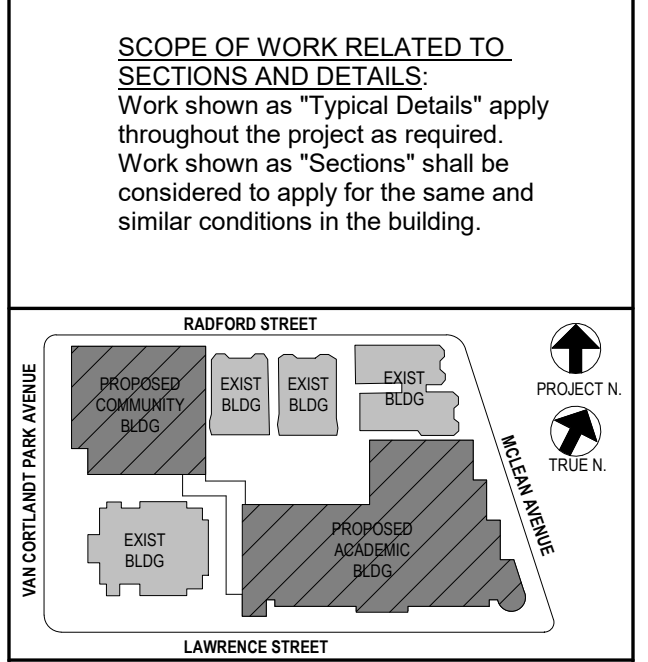 SCOPE OF WORK RELATED TO
SECTIONS AND DETAILS:
Work shown as "Typical Details" apply
throughout the project as required.
Work shown as "Sections" shall be
considered to apply for the same and
similar conditions in the building.
RADFORD STREET
VAN CORTLANDT PARK AVENUE
PROPOSED
COMMUNITY
BLDG
EXIST
BLDG
EXIST
BLDG
EXIST
BLDG
PROJECT N.
TRUE N.
MCLEAN AVENUE
EXIST
BLDG
PROPOSED
ACADEMIC
BLDG
LAWRENCE STREET